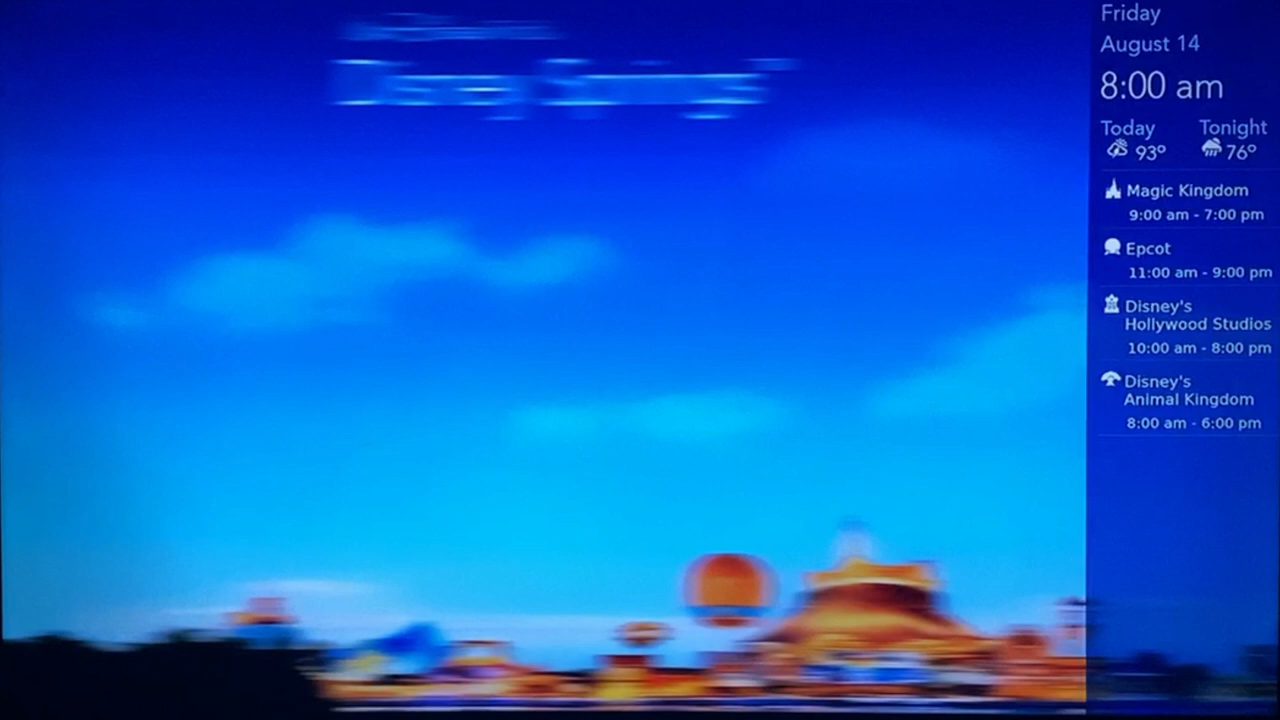 Disney Springs
Friday
August 14
8:00 am
Today Tonight
93° 76°
Magic Kingdom
9:00 am - 7:00 pm
Epcot
11:00 am - 9:00 pm
Disney's
Hollywood Studios
10:00 am - 8:00 pm
Disney's
Animal Kingdom
8:00 am - 6:00 pm